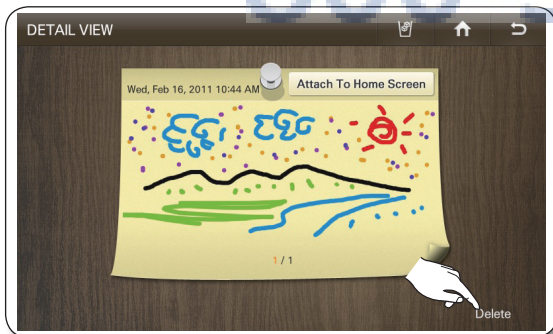 DETAIL VIEW
Wed, Feb 16, 2011 10:44 AM
Attach To Home Screen
1 / 1
Delete